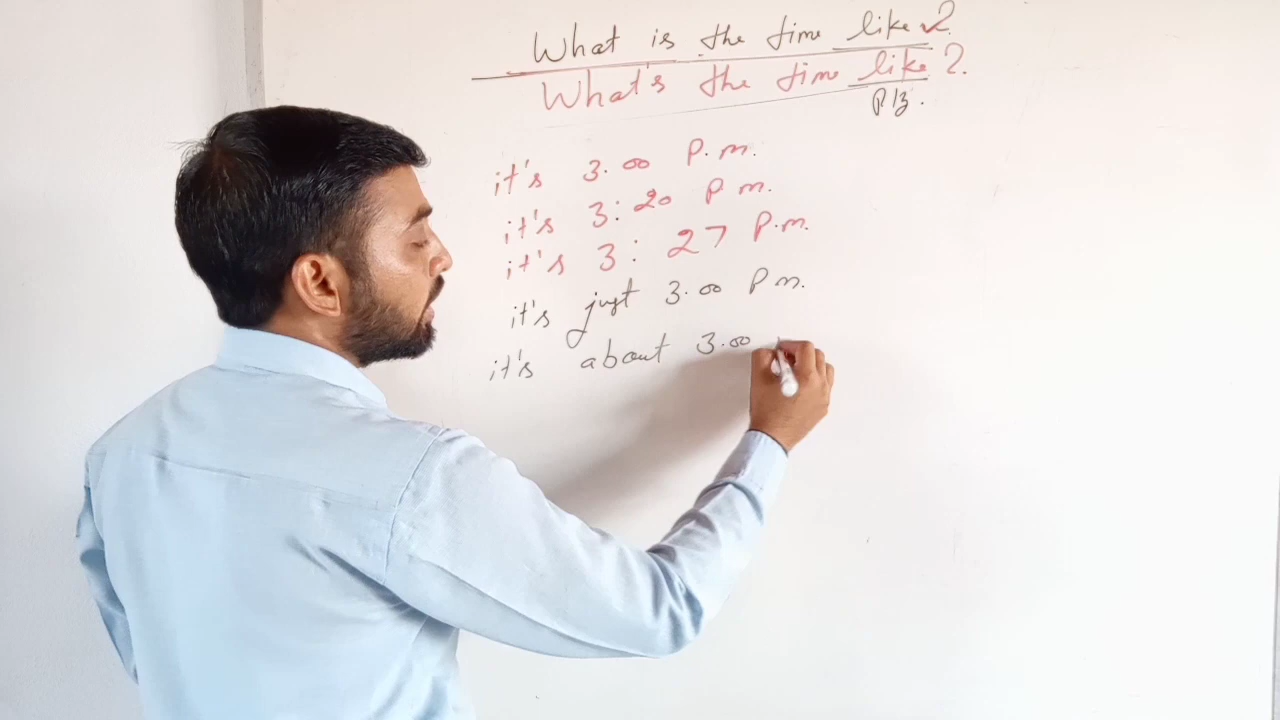 What is the time like ?
What's the time like ?
Plz.
it's 3.00 P.m.
it's 3:20 P m.
it's 3:27 P.m.
it's just 3.00 P m.
it's about 3.00